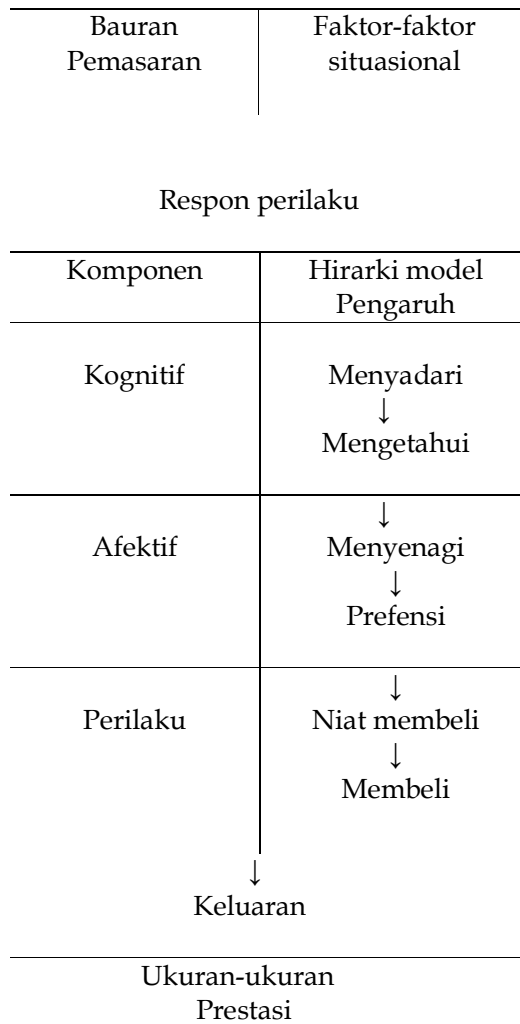 Bauran Faktor-faktor
Pemasaran situasional
Respon perilaku
Komponen Hirarki model
Pengaruh
Kognitif Menyadari
↓
Mengetahui
↓
Afektif Menyenagi
↓
Prefensi
↓
Perilaku Niat membeli
↓
Membeli
↓
Keluaran
Ukuran-ukuran
Prestasi